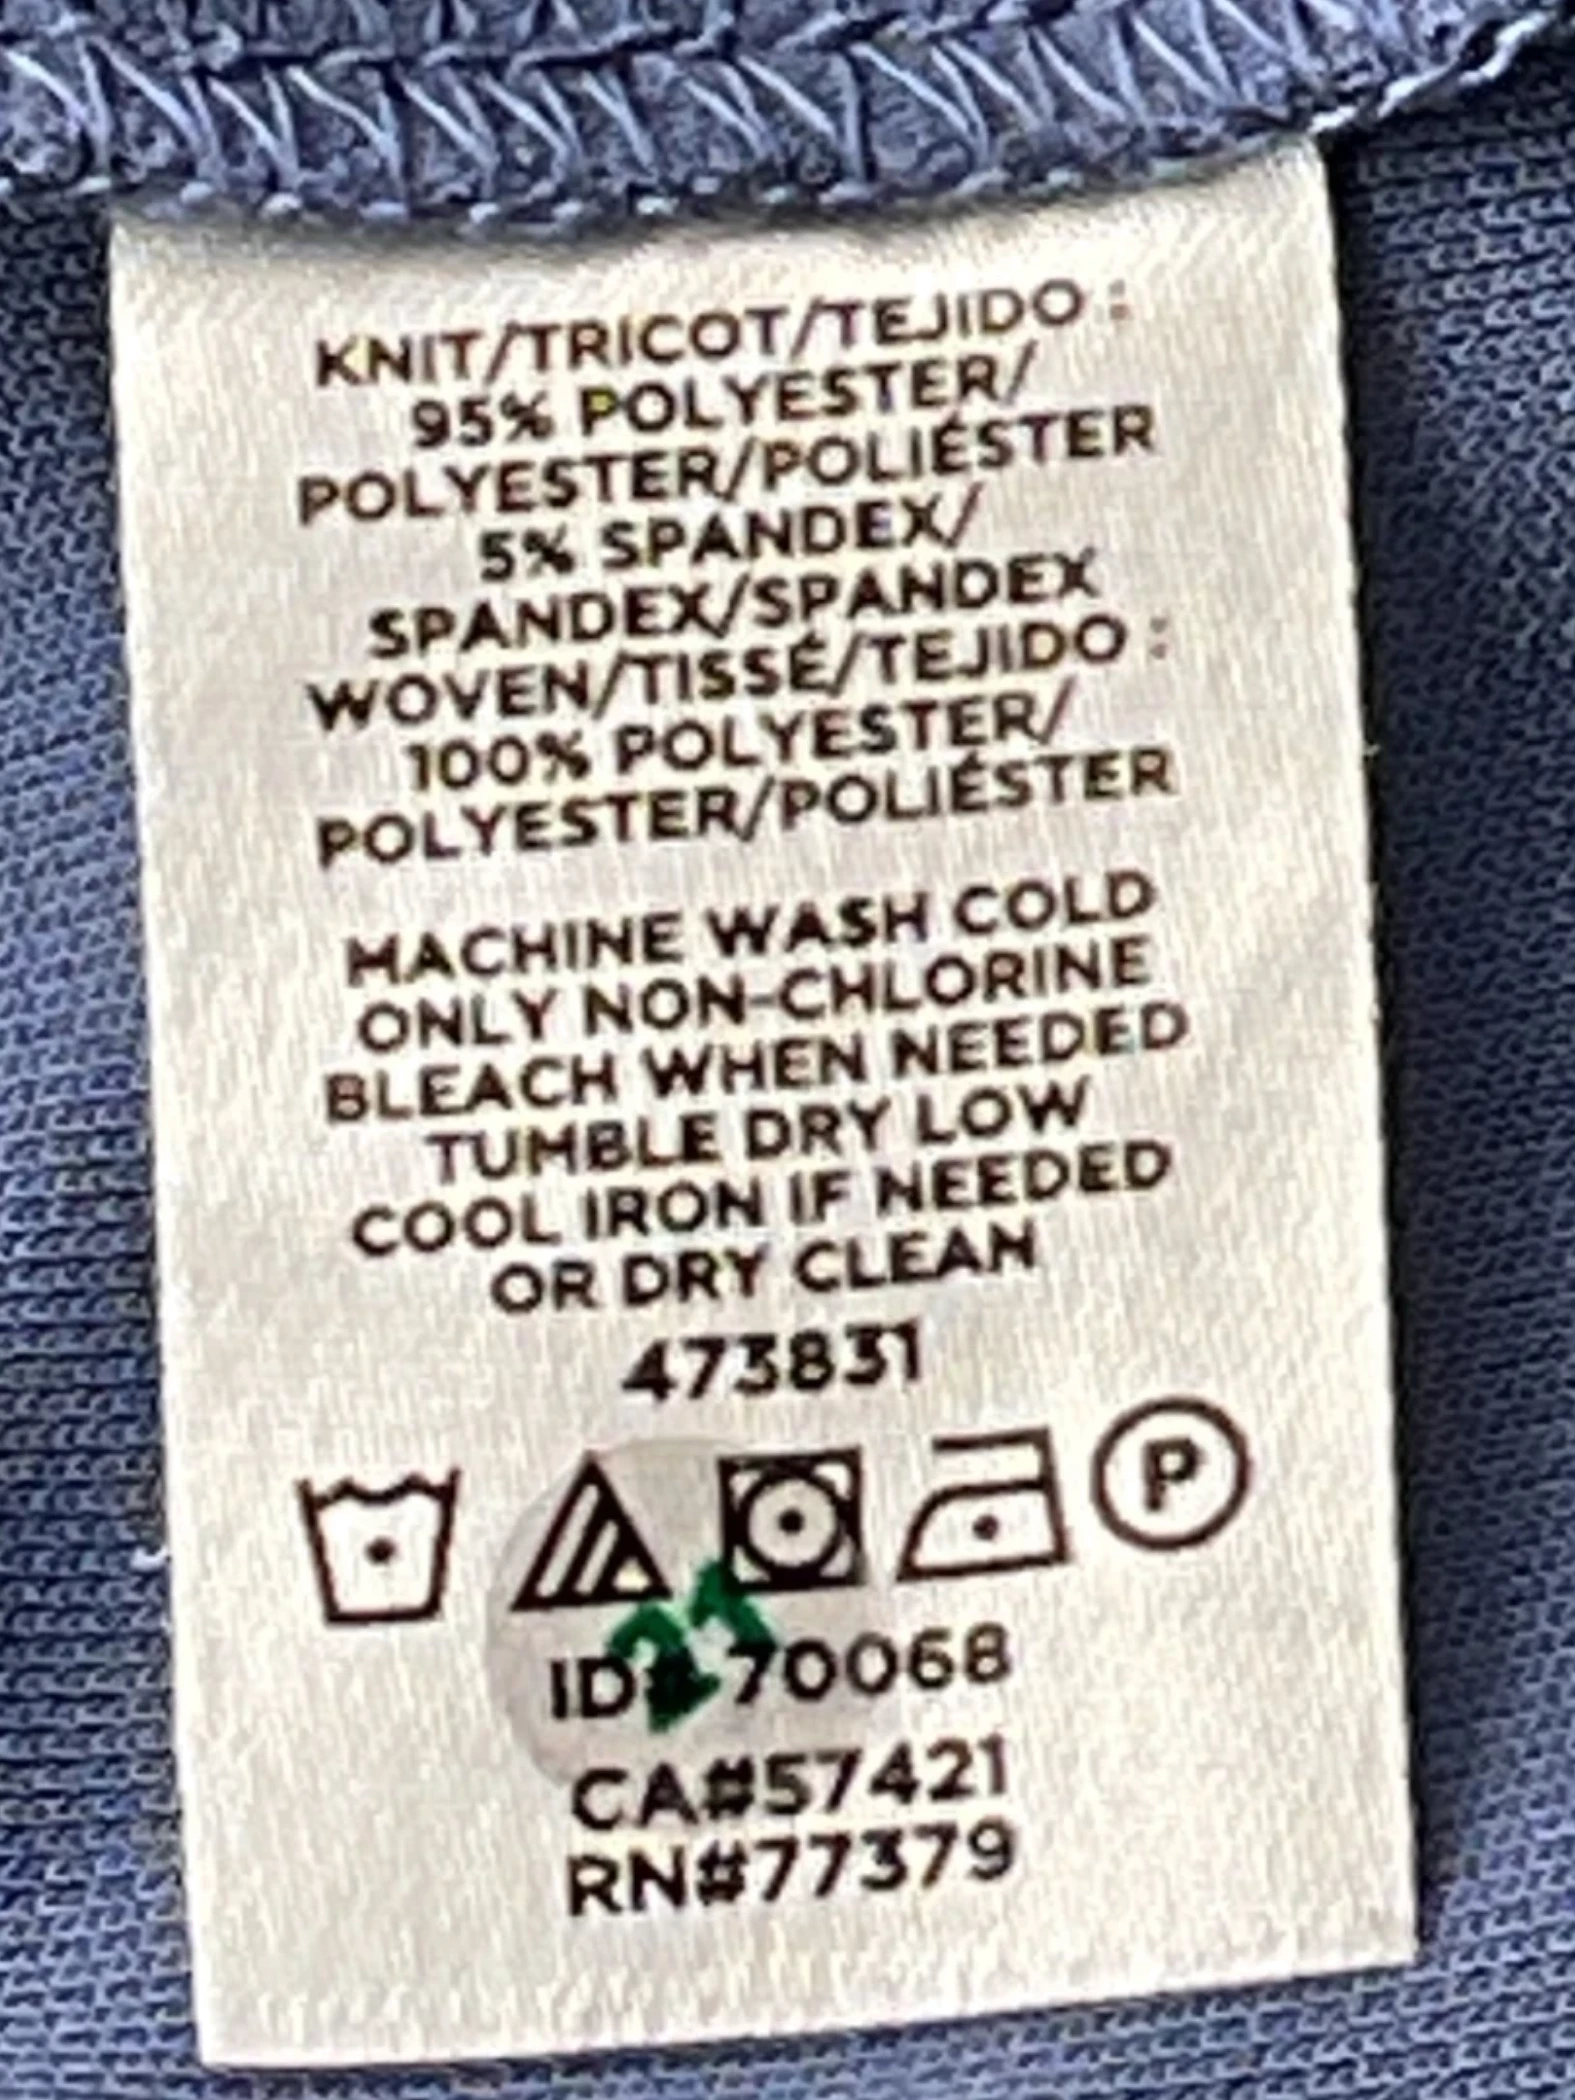 KNIT/TRICOT/TEJIDO :
95% POLYESTER/
POLYESTER/POLIÉSTER
5% SPANDEX/
SPANDEX/SPANDEX
WOVEN/TISSÉ/TEJIDO :
100% POLYESTER/
POLYESTER/POLIÉSTER
MACHINE WASH COLD
ONLY NON-CHLORINE
BLEACH WHEN NEEDED
TUMBLE DRY LOW
COOL IRON IF NEEDED
OR DRY CLEAN
473831
P
21
ID# 70068
CA#57421
RN#77379